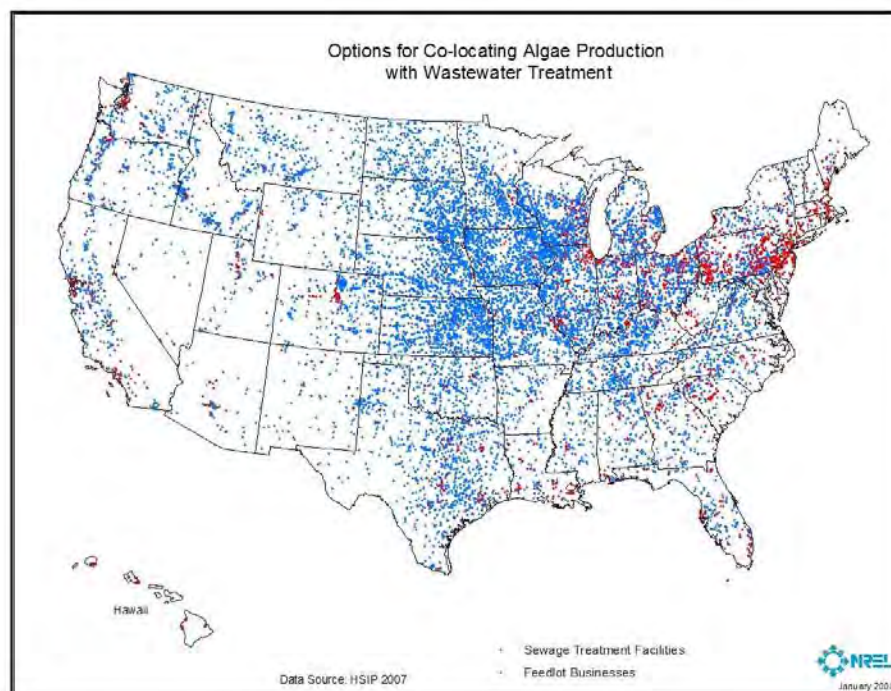 Options for Co-locating Algae Production
with Wastewater Treatment
Hawaii
Sewage Treatment Facilities
Feedlot Businesses
Data Source: HSIP 2007
NREL
January